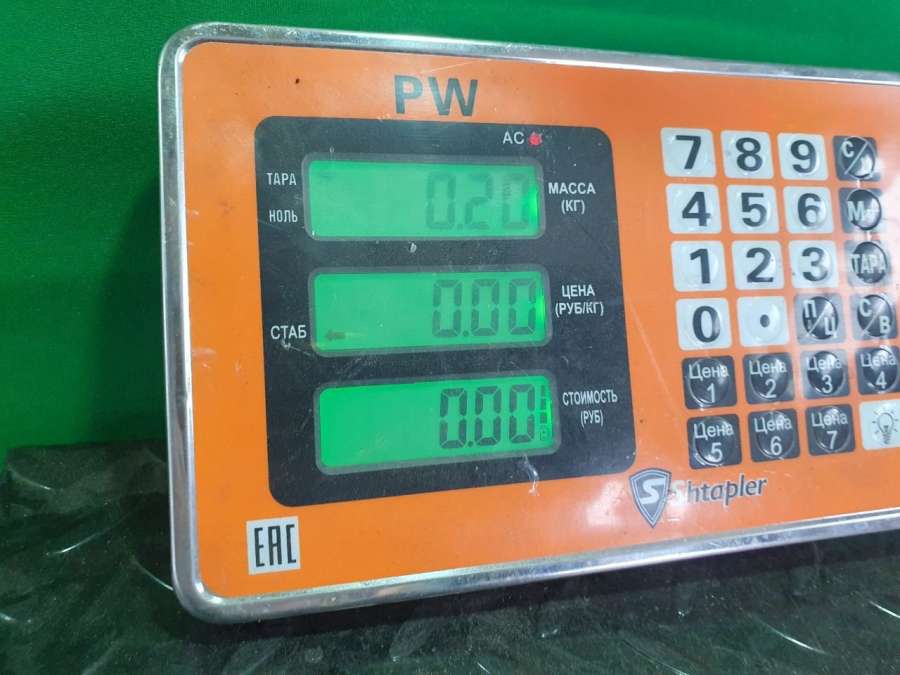 PW
AC
ТАРА
НОЛЬ
0.20
МАССА
(КГ)
0.00
ЦЕНА
(РУБ/КГ)
СТАБ
0.00
СТОИМОСТЬ
(РУБ)
7 8 9 С/
4 5 6 М+
1 2 3 ТАРА
0 . П/Ц С/В
Цена 1 Цена 2 Цена 3 Цена 4
Цена 5 Цена 6 Цена 7
Shtapler
EAC